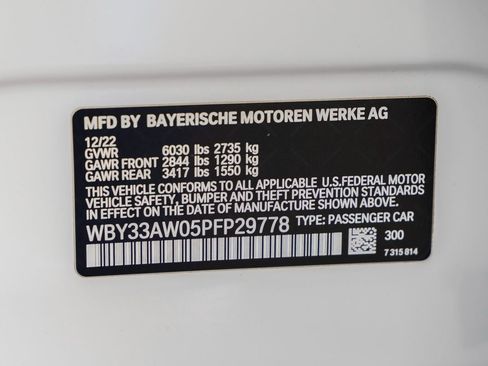 MFD BY BAYERISCHE MOTOREN WERKE AG
12/22
GVWR 6030 lbs 2735 kg
GAWR FRONT 2844 lbs 1290 kg
GAWR REAR 3417 lbs 1550 kg
THIS VEHICLE CONFORMS TO ALL APPLICABLE U.S.FEDERAL MOTOR
VEHICLE SAFETY, BUMPER AND THEFT PREVENTION STANDARDS
IN EFFECT ON THE DATE OF MANUFACTURE SHOWN ABOVE.
WBY33AW05PFP29778 TYPE: PASSENGER CAR
300
7 315 814